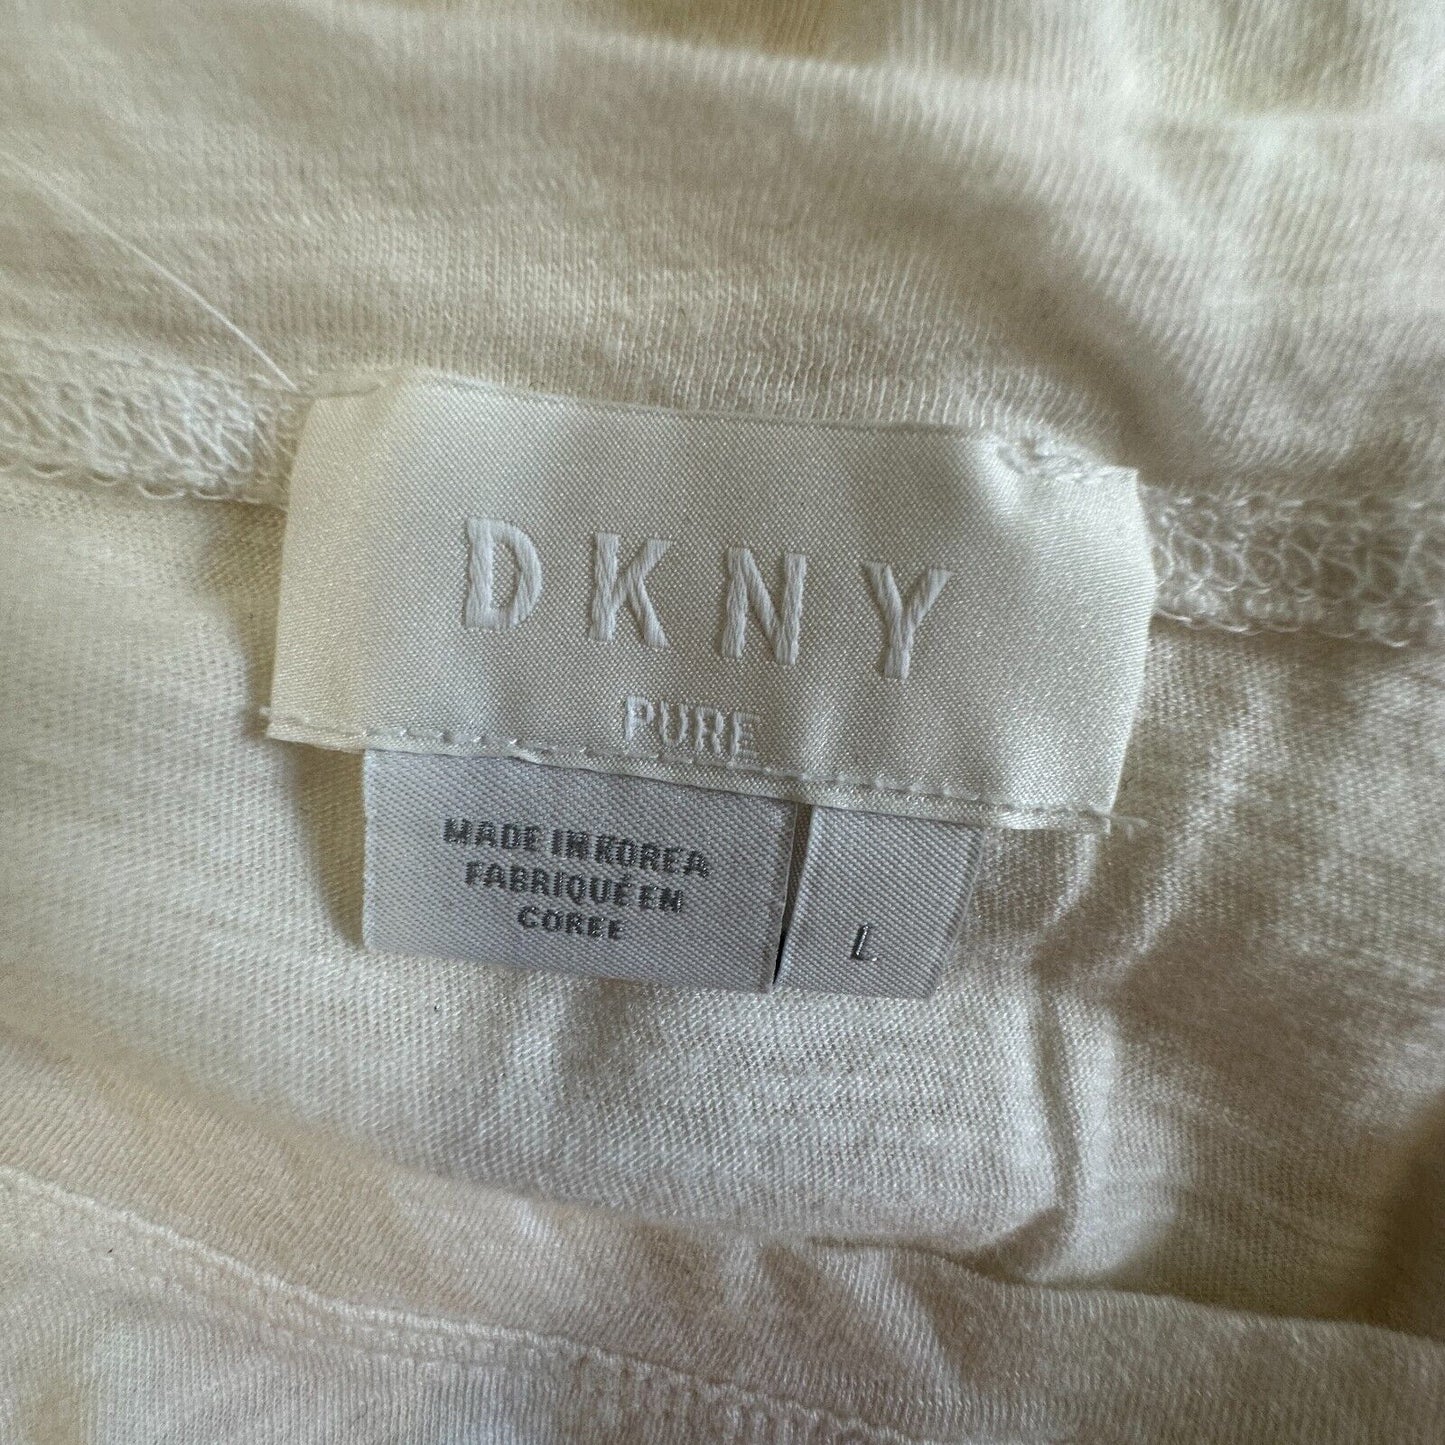 DKNY
PURE
MADE IN KOREA
FABRIQUÉ EN
CORÉE
L